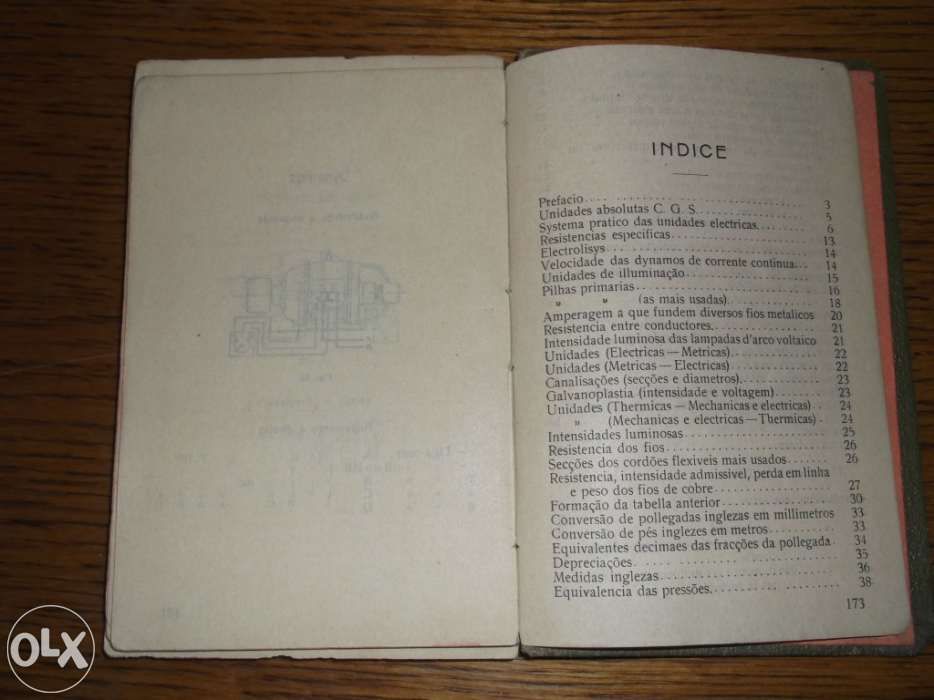 INDICE
Prefacio . . . . . . . . . . 3
Unidades absolutas C. G. S. . . . . . . . . . 5
Systema pratico das unidades electricas. . . . . . . . . . 6
Resistencias especificas. . . . . . . . . . 13
Electrolisys . . . . . . . . . . 14
Velocidade das dynamos de corrente continua. . . 14
Unidades de illuminação . . . . . . . . . . 15
Pilhas primarias . . . . . . . . . . 16
» » (as mais usadas). . . . . . . . . . 18
Amperagem a que fundem diversos fios metalicos 20
Resistencia entre conductores. . . . . . . . . . 21
Intensidade luminosa das lampadas d'arco voltaico 21
Unidades (Electricas — Metricas). . . . . . . . . . 22
Unidades (Metricas — Electricas) . . . . . . . . . . 22
Canalisações (secções e diametros). . . . . . . . . . 23
Galvanoplastia (intensidade e voltagem) . . . . . . 23
Unidades (Thermicas — Mechanicas e electricas) . . 24
» (Mechanicas e electricas — Thermicas) . 24
Intensidades luminosas . . . . . . . . . . 25
Resistencia dos fios . . . . . . . . . . 26
Secções dos cordões flexiveis mais usados . . . . . 26
Resistencia, intensidade admissivel, perda em linha
e peso dos fios de cobre . . . . . . . . . . 27
Formação da tabella anterior . . . . . . . . . . 30
Conversão de pollegadas inglezas em millimetros 33
Conversão de pés inglezes em metros . . . . . . . 33
Equivalentes decimaes das fracções da pollegada . 34
Depreciações. . . . . . . . . . 35
Medidas inglezas . . . . . . . . . . 36
Equivalencia das pressões. . . . . . . . . . 38
173
OLX